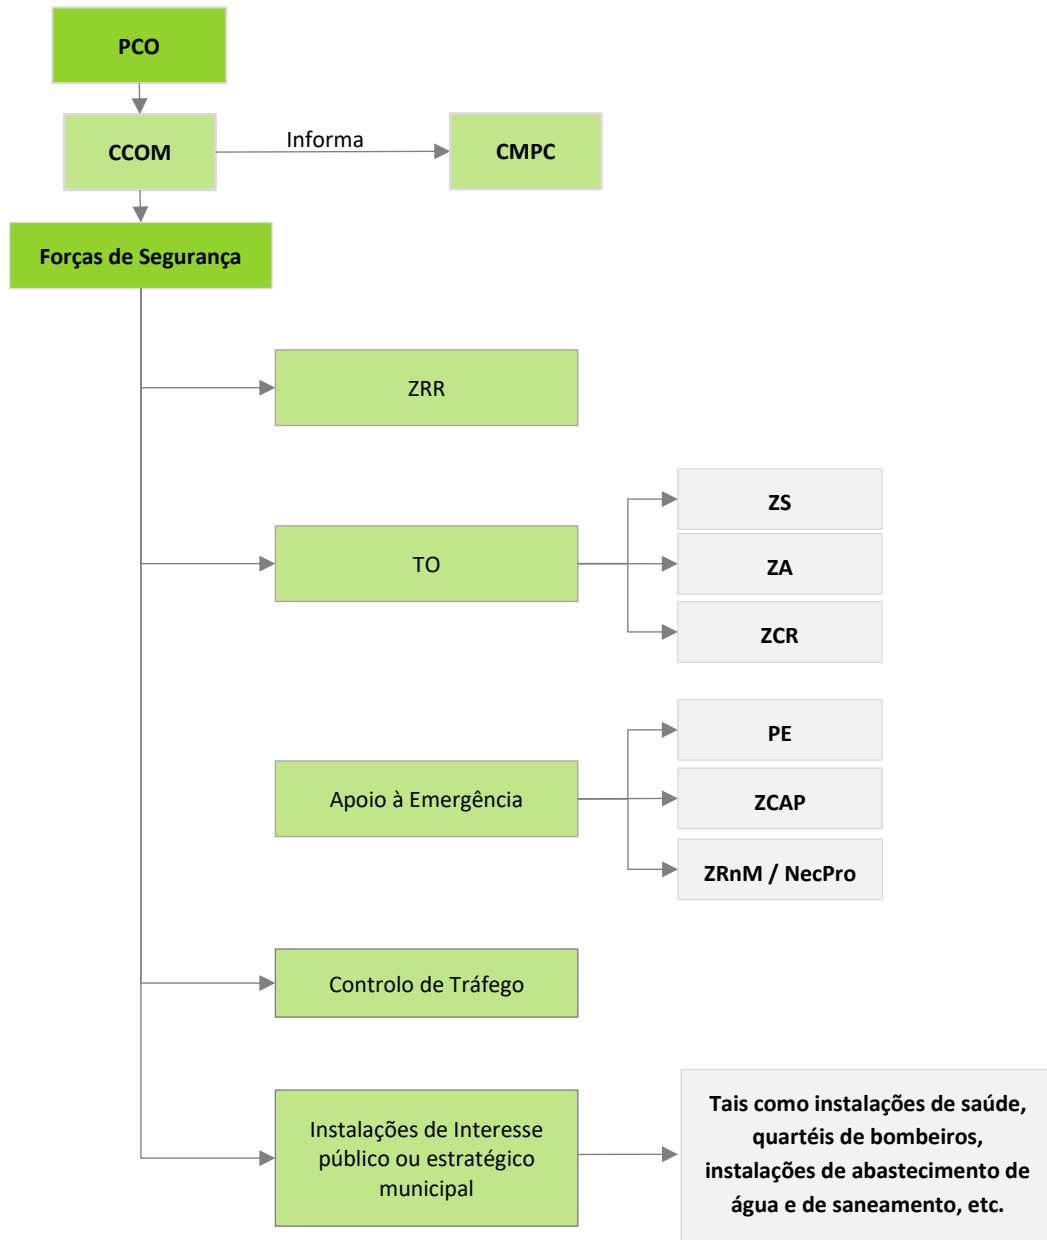 PCO
CCOM
Informa
CMPC
Forças de Segurança
ZRR
TO
ZS
ZA
ZCR
Apoio à Emergência
PE
ZCAP
ZRnM / NecPro
Controlo de Tráfego
Instalações de Interesse
público ou estratégico
municipal
Tais como instalações de saúde,
quartéis de bombeiros,
instalações de abastecimento de
água e de saneamento, etc.